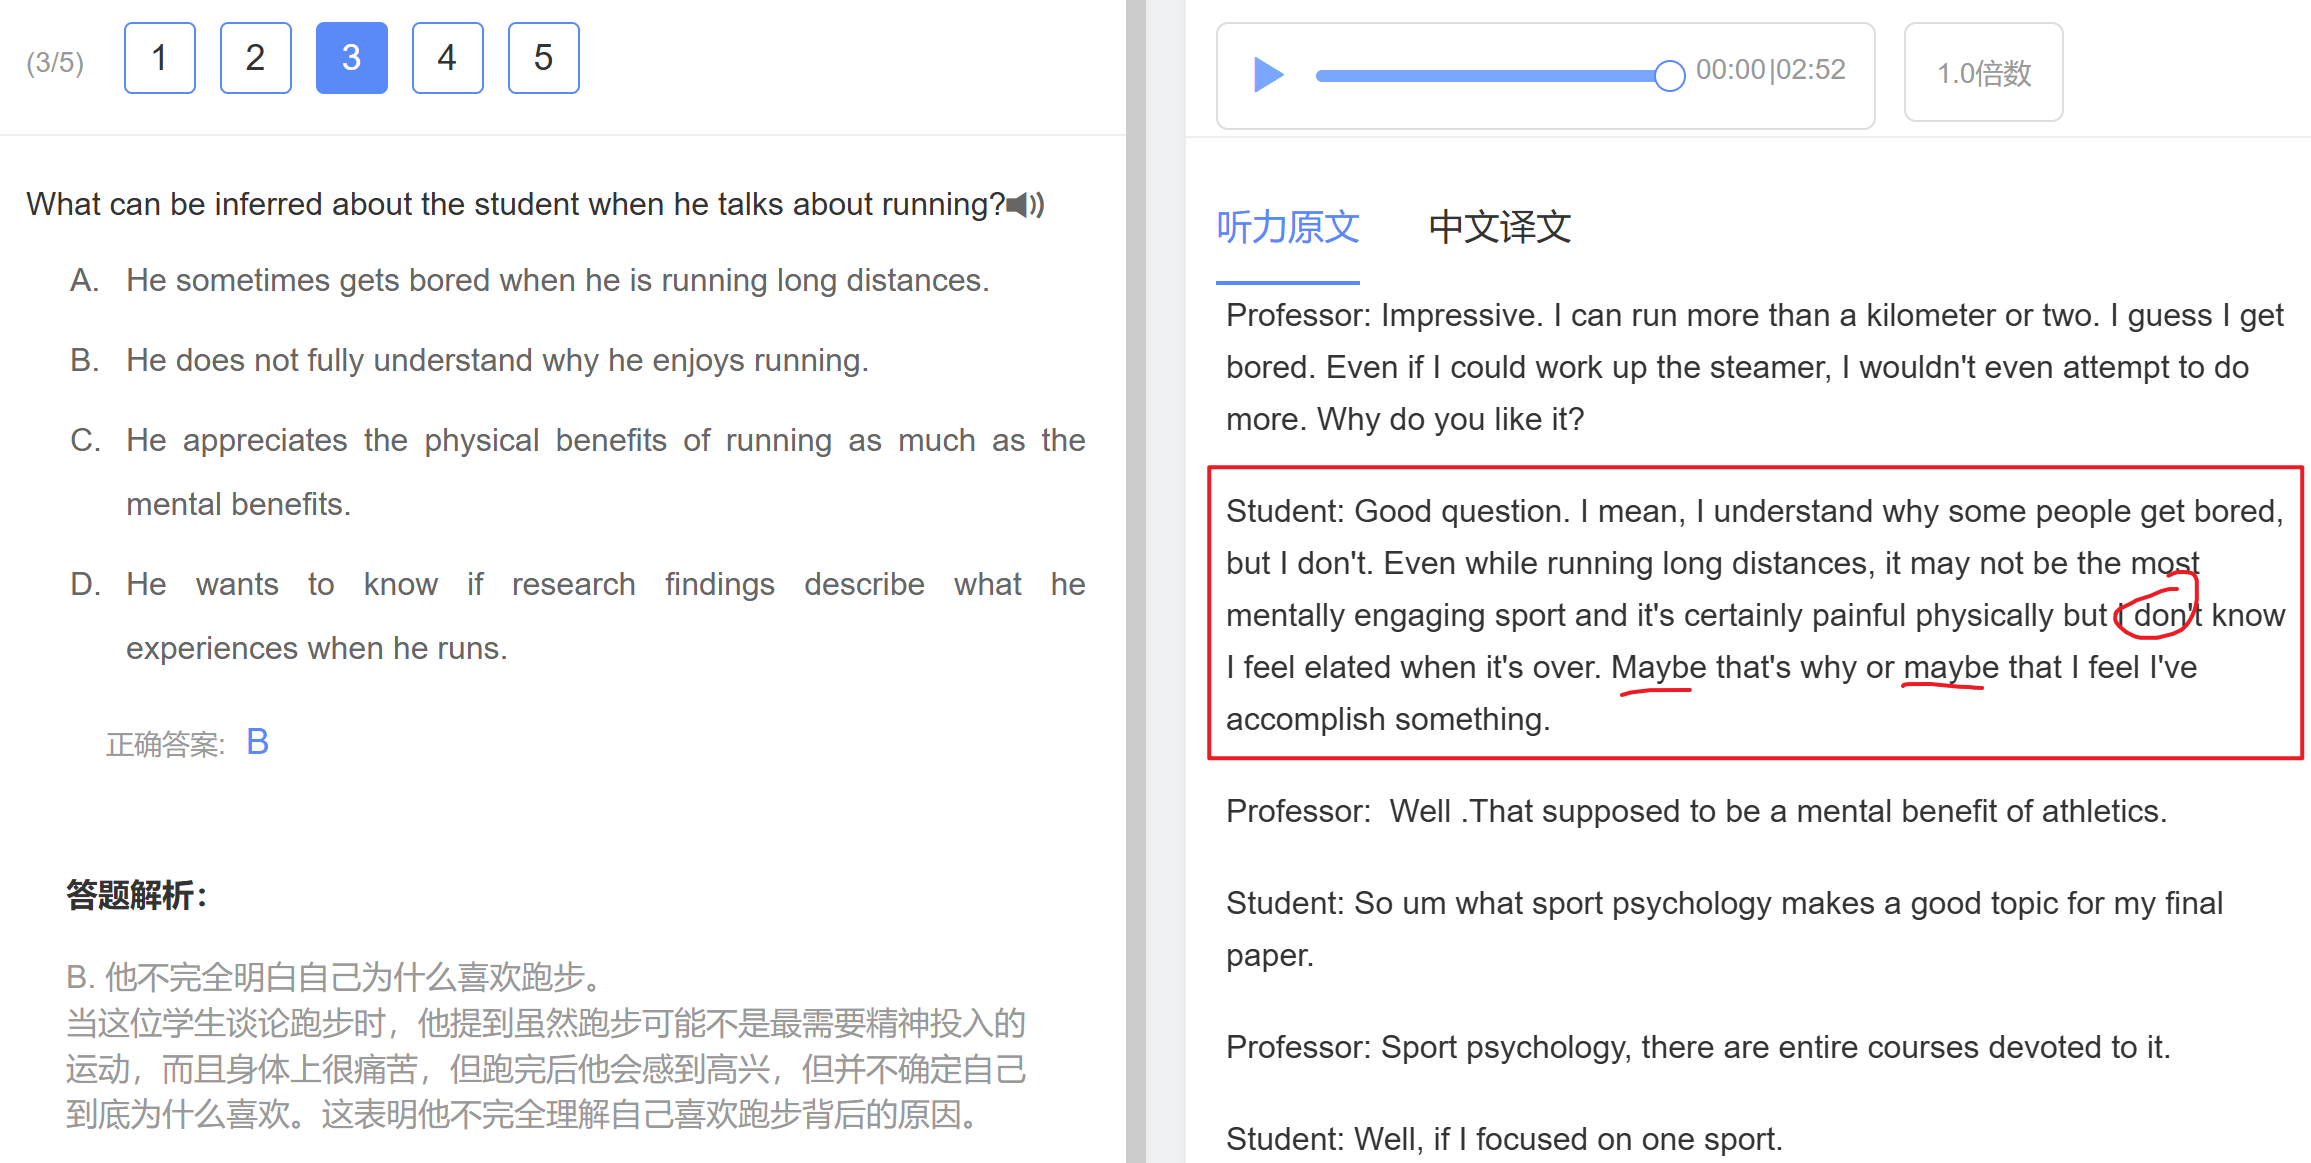 (3/5) 1 2 3 4 5
What can be inferred about the student when he talks about running?
A. He sometimes gets bored when he is running long distances.
B. He does not fully understand why he enjoys running.
C. He appreciates the physical benefits of running as much as the
mental benefits.
D. He wants to know if research findings describe what he
experiences when he runs.
正确答案: B
答题解析：
B. 他不完全明白自己为什么喜欢跑步。
当这位学生谈论跑步时，他提到虽然跑步可能不是最需要精神投入的
运动，而且身体上很痛苦，但跑完后他会感到高兴，但并不确定自己
到底为什么喜欢。这表明他不完全理解自己喜欢跑步背后的原因。
00:00|02:52
1.0倍数
听力原文 中文译文
Professor: Impressive. I can run more than a kilometer or two. I guess I get
bored. Even if I could work up the steamer, I wouldn't even attempt to do
more. Why do you like it?
Student: Good question. I mean, I understand why some people get bored,
but I don't. Even while running long distances, it may not be the most
mentally engaging sport and it's certainly painful physically but I don't know
I feel elated when it's over. Maybe that's why or maybe that I feel I've
accomplish something.
Professor:  Well .That supposed to be a mental benefit of athletics.
Student: So um what sport psychology makes a good topic for my final
paper.
Professor: Sport psychology, there are entire courses devoted to it.
Student: Well, if I focused on one sport.